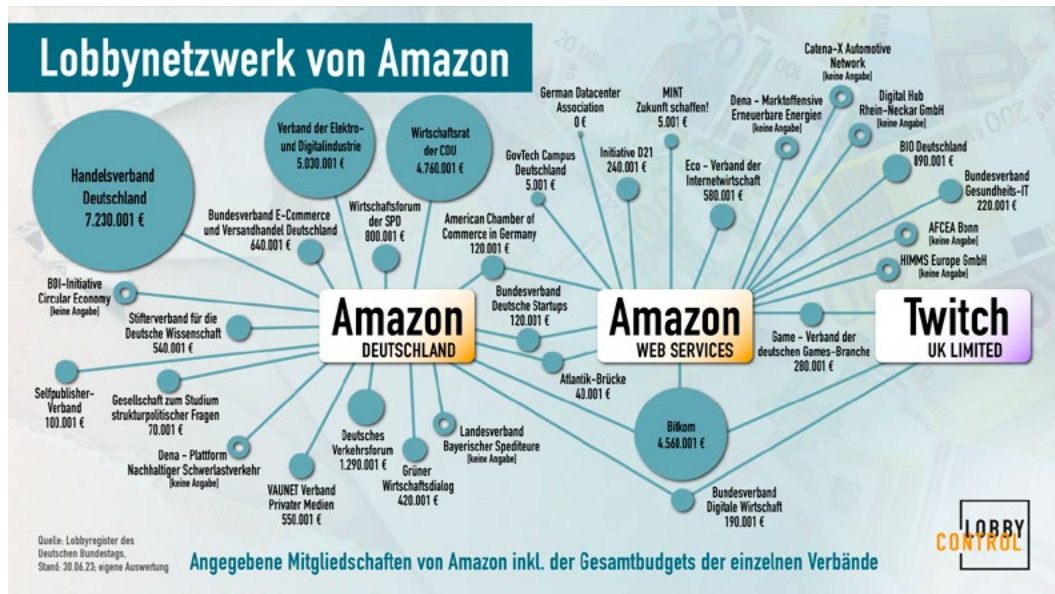 Lobbynetzwerk von Amazon
Handelsverband
Deutschland
7.230.001 €
Verband der Elektro-
und Digitalindustrie
5.030.001 €
Wirtschaftsrat
der CDU
4.760.001 €
Bundesverband E-Commerce
und Versandhandel Deutschland
640.001 €
Wirtschaftsforum
der SPD
800.001 €
American Chamber of
Commerce in Germany
120.001 €
GovTech Campus
Deutschland
5.001 €
German Datacenter
Association
0 €
Initiative D21
240.001 €
MINT
Zukunft schaffen!
5.001 €
Eco - Verband der
Internetwirtschaft
580.001 €
Dena - Marktoffensive
Erneuerbare Energien
[keine Angabe]
Catena-X Automotive
Network
[keine Angabe]
Digital Hub
Rhein-Neckar GmbH
[keine Angabe]
BIO Deutschland
890.001 €
Bundesverband
Gesundheits-IT
220.001 €
AFCEA Bonn
[keine Angabe]
HIMMS Europe GmbH
[keine Angabe]
BDI-Initiative
Circular Economy
[keine Angabe]
Stifterverband für die
Deutsche Wissenschaft
540.001 €
Amazon
DEUTSCHLAND
Bundesverband
Deutsche Startups
120.001 €
Amazon
WEB SERVICES
Game - Verband der
deutschen Games-Branche
280.001 €
Twitch
UK LIMITED
Selfpublisher-
Verband
100.001 €
Gesellschaft zum Studium
strukturpolitischer Fragen
70.001 €
Atlantik-Brücke
40.001 €
Dena - Plattform
Nachhaltiger Schwerlastverkehr
[keine Angabe]
VAUNET Verband
Privater Medien
550.001 €
Deutsches
Verkehrsforum
1.290.001 €
Grüner
Wirtschaftsdialog
420.001 €
Landesverband
Bayerischer Spediteure
[keine Angabe]
Bitkom
4.560.001 €
Bundesverband
Digitale Wirtschaft
190.001 €
Quelle: Lobbyregister des
Deutschen Bundestags,
Stand: 30.06.23; eigene Auswertung
Angegebene Mitgliedschaften von Amazon inkl. der Gesamtbudgets der einzelnen Verbände
LOBBY
CONTROL